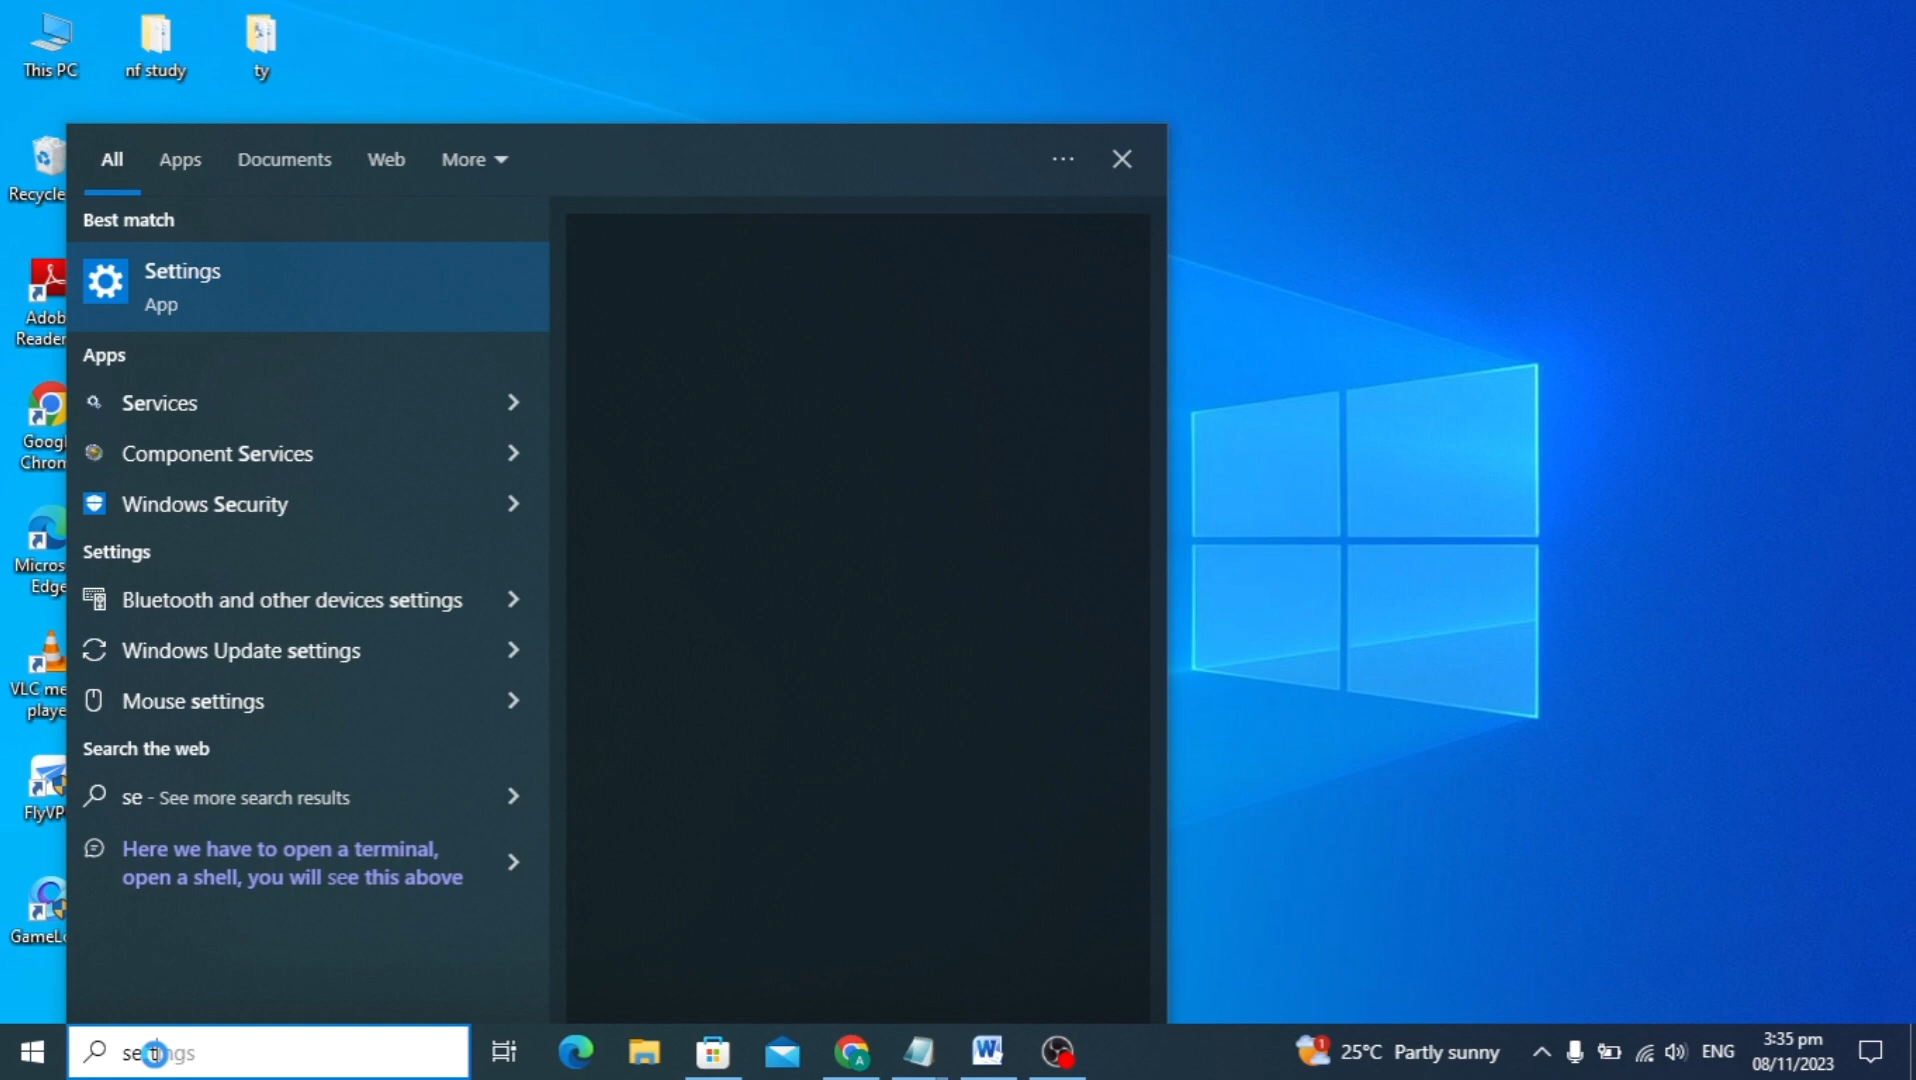 This PC
nf study
ty
Recycle
Adob
Reader
Googl
Chron
Micros
Edge
VLC me
playe
FlyVP
GameLo
All
Apps
Documents
Web
More
Best match
Settings
App
Apps
Services
Component Services
Windows Security
Settings
Bluetooth and other devices settings
Windows Update settings
Mouse settings
Search the web
se - See more search results
Here we have to open a terminal,
open a shell, you will see this above
settings
W
A
1
25°C Partly sunny
ENG
3:35 pm
08/11/2023